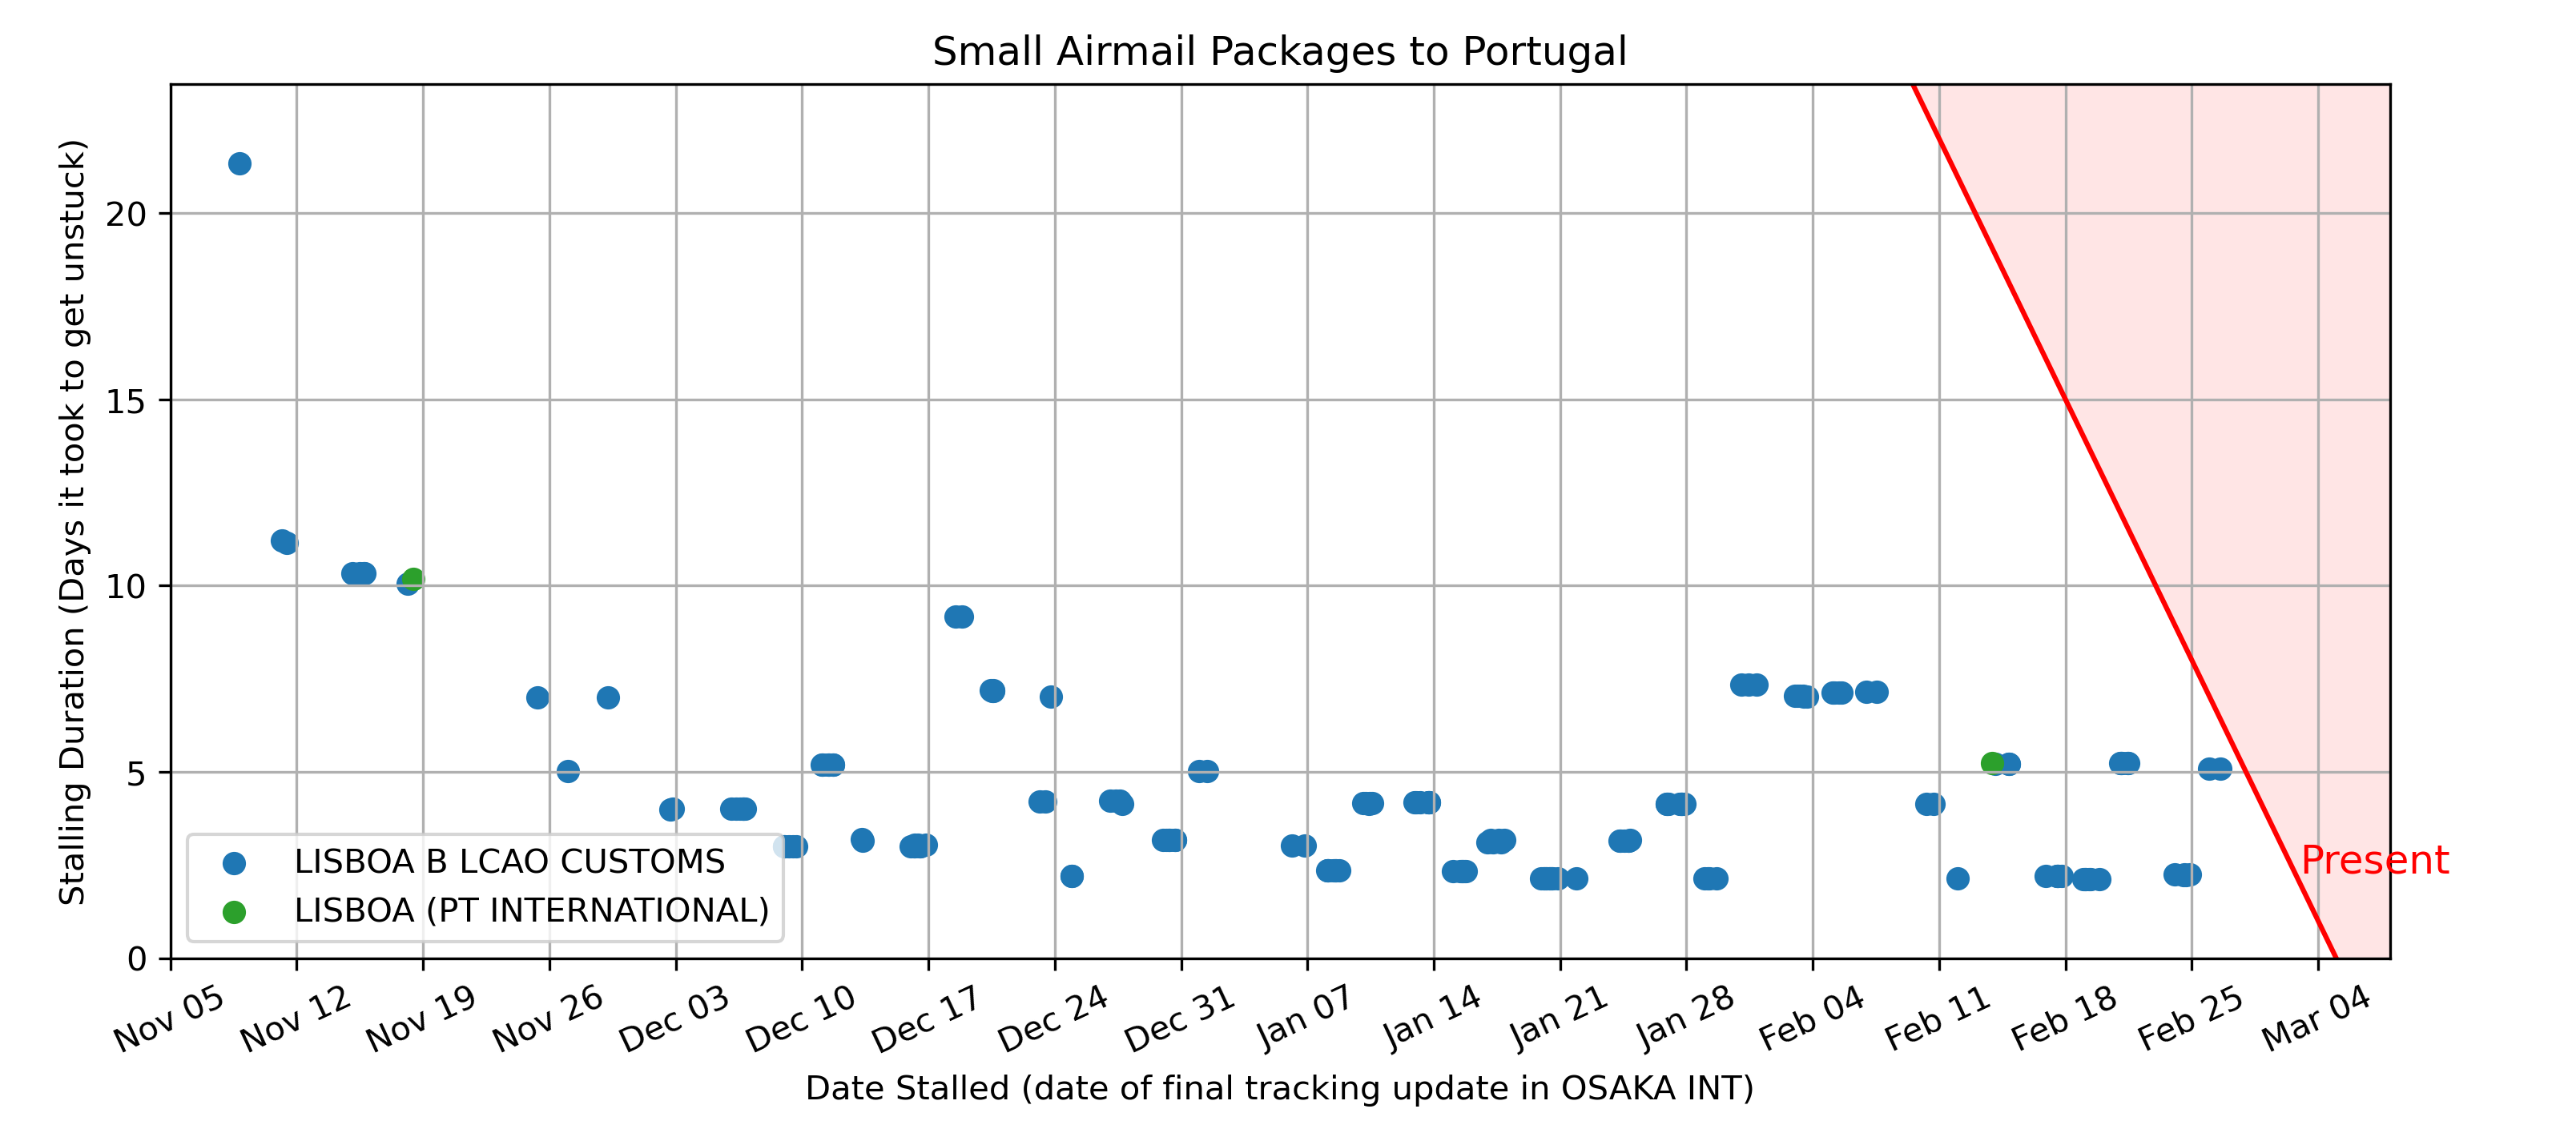 Small Airmail Packages to Portugal
Stalling Duration (Days it took to get unstuck)
20
15
10
5
0
LISBOA B LCAO CUSTOMS
LISBOA (PT INTERNATIONAL)
Present
Nov 05
Nov 12
Nov 19
Nov 26
Dec 03
Dec 10
Dec 17
Dec 24
Dec 31
Jan 07
Jan 14
Jan 21
Jan 28
Feb 04
Feb 11
Feb 18
Feb 25
Mar 04
Date Stalled (date of final tracking update in OSAKA INT)